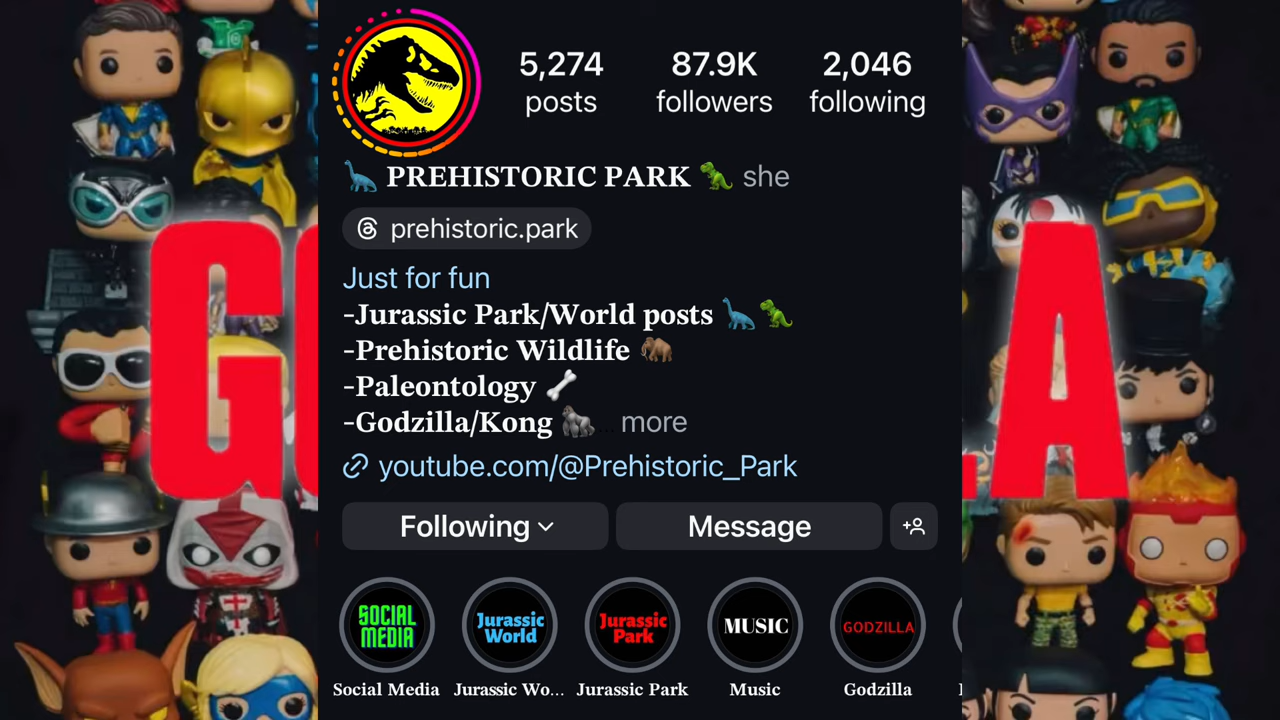 5,274 87.9K 2,046
posts followers following
PREHISTORIC PARK she
prehistoric.park
Just for fun
-Jurassic Park/World posts
-Prehistoric Wildlife
-Paleontology
-Godzilla/Kong ... more
youtube.com/@Prehistoric_Park
Following Message
SOCIAL MEDIA
Jurassic World
Jurassic Park
MUSIC
GODZILLA
Social Media Jurassic Wo... Jurassic Park Music Godzilla
G
A